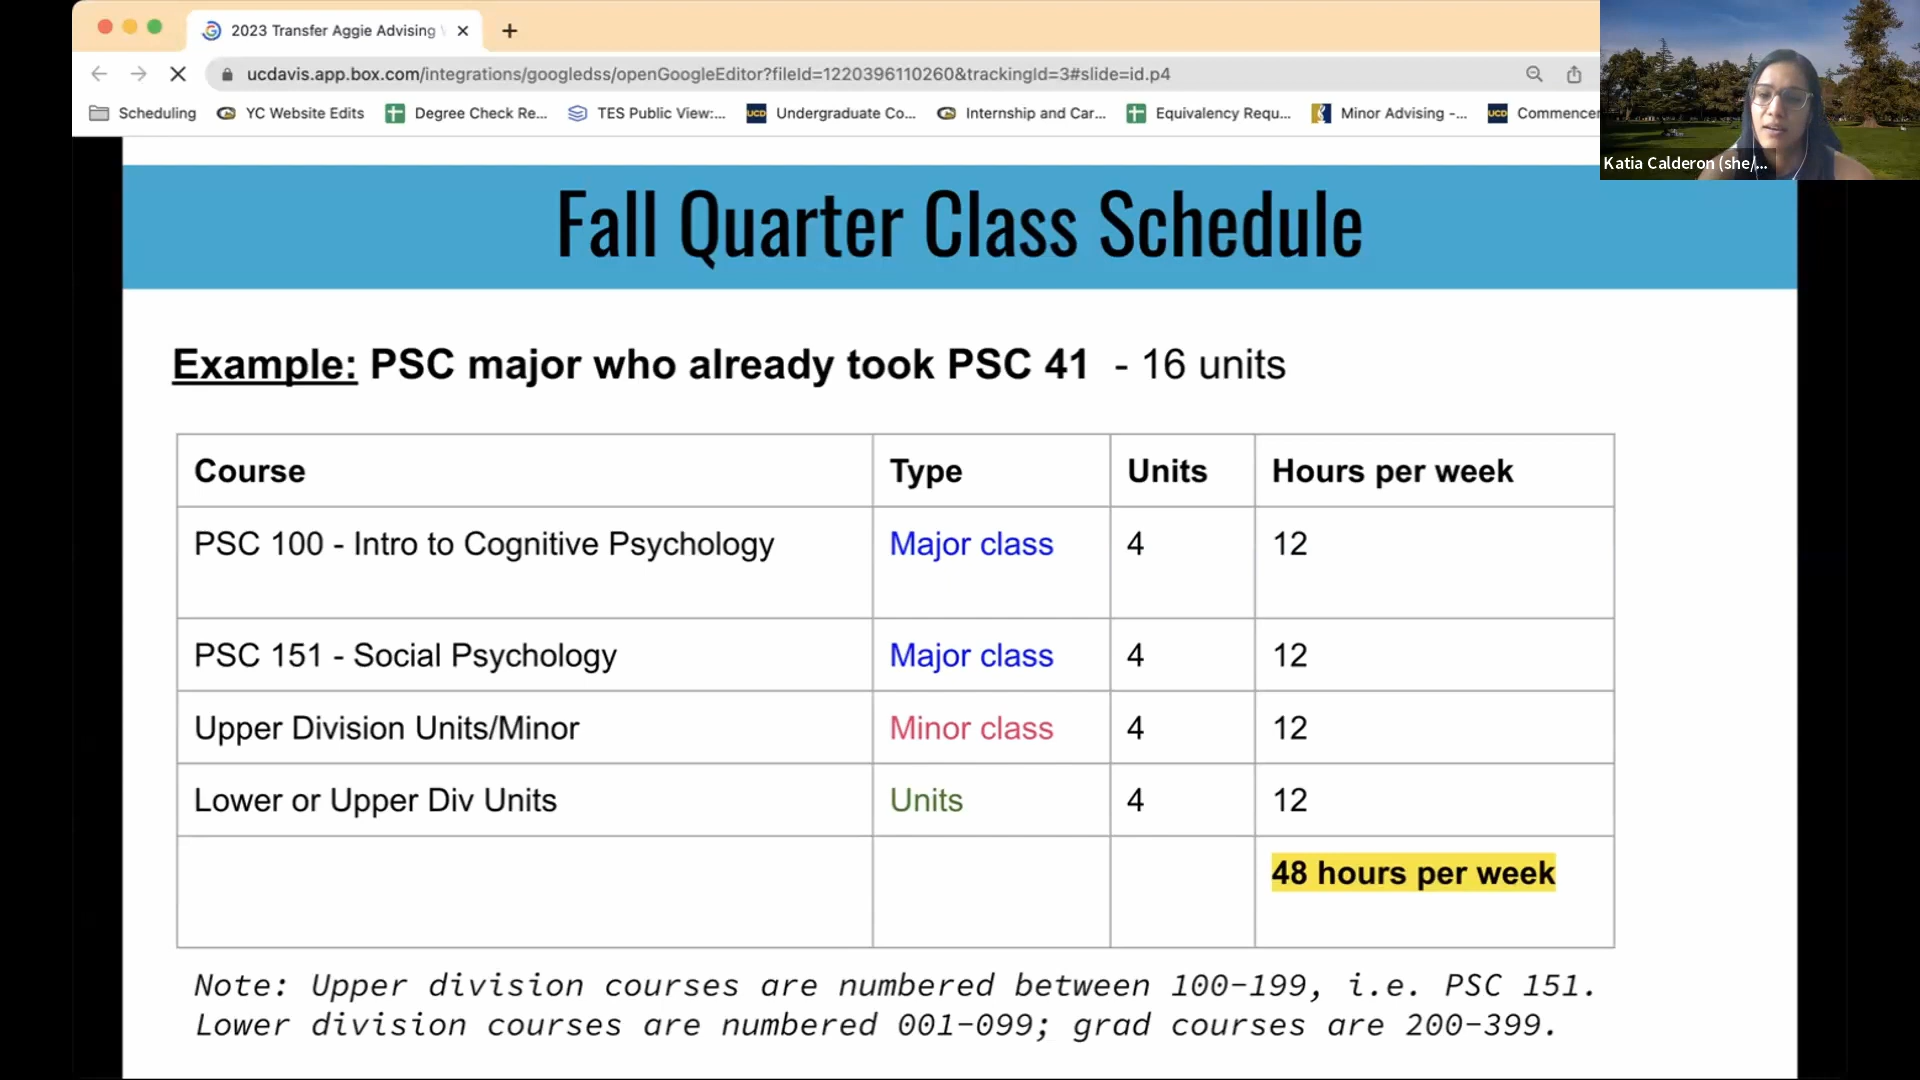 2023 Transfer Aggie Advising
ucdavis.app.box.com/integrations/googledss/openGoogleEditor?fileId=1220396110260&trackingId=3#slide=id.p4
Scheduling YC Website Edits Degree Check Re... TES Public View:... UCD Undergraduate Co... Internship and Car... Equivalency Requ... Minor Advising -... UCD Commencer
Katia Calderon (she/...
Fall Quarter Class Schedule
Example: PSC major who already took PSC 41 - 16 units
Course Type Units Hours per week
PSC 100 - Intro to Cognitive Psychology Major class 4 12
PSC 151 - Social Psychology Major class 4 12
Upper Division Units/Minor Minor class 4 12
Lower or Upper Div Units Units 4 12
48 hours per week
Note: Upper division courses are numbered between 100-199, i.e. PSC 151.
Lower division courses are numbered 001-099; grad courses are 200-399.